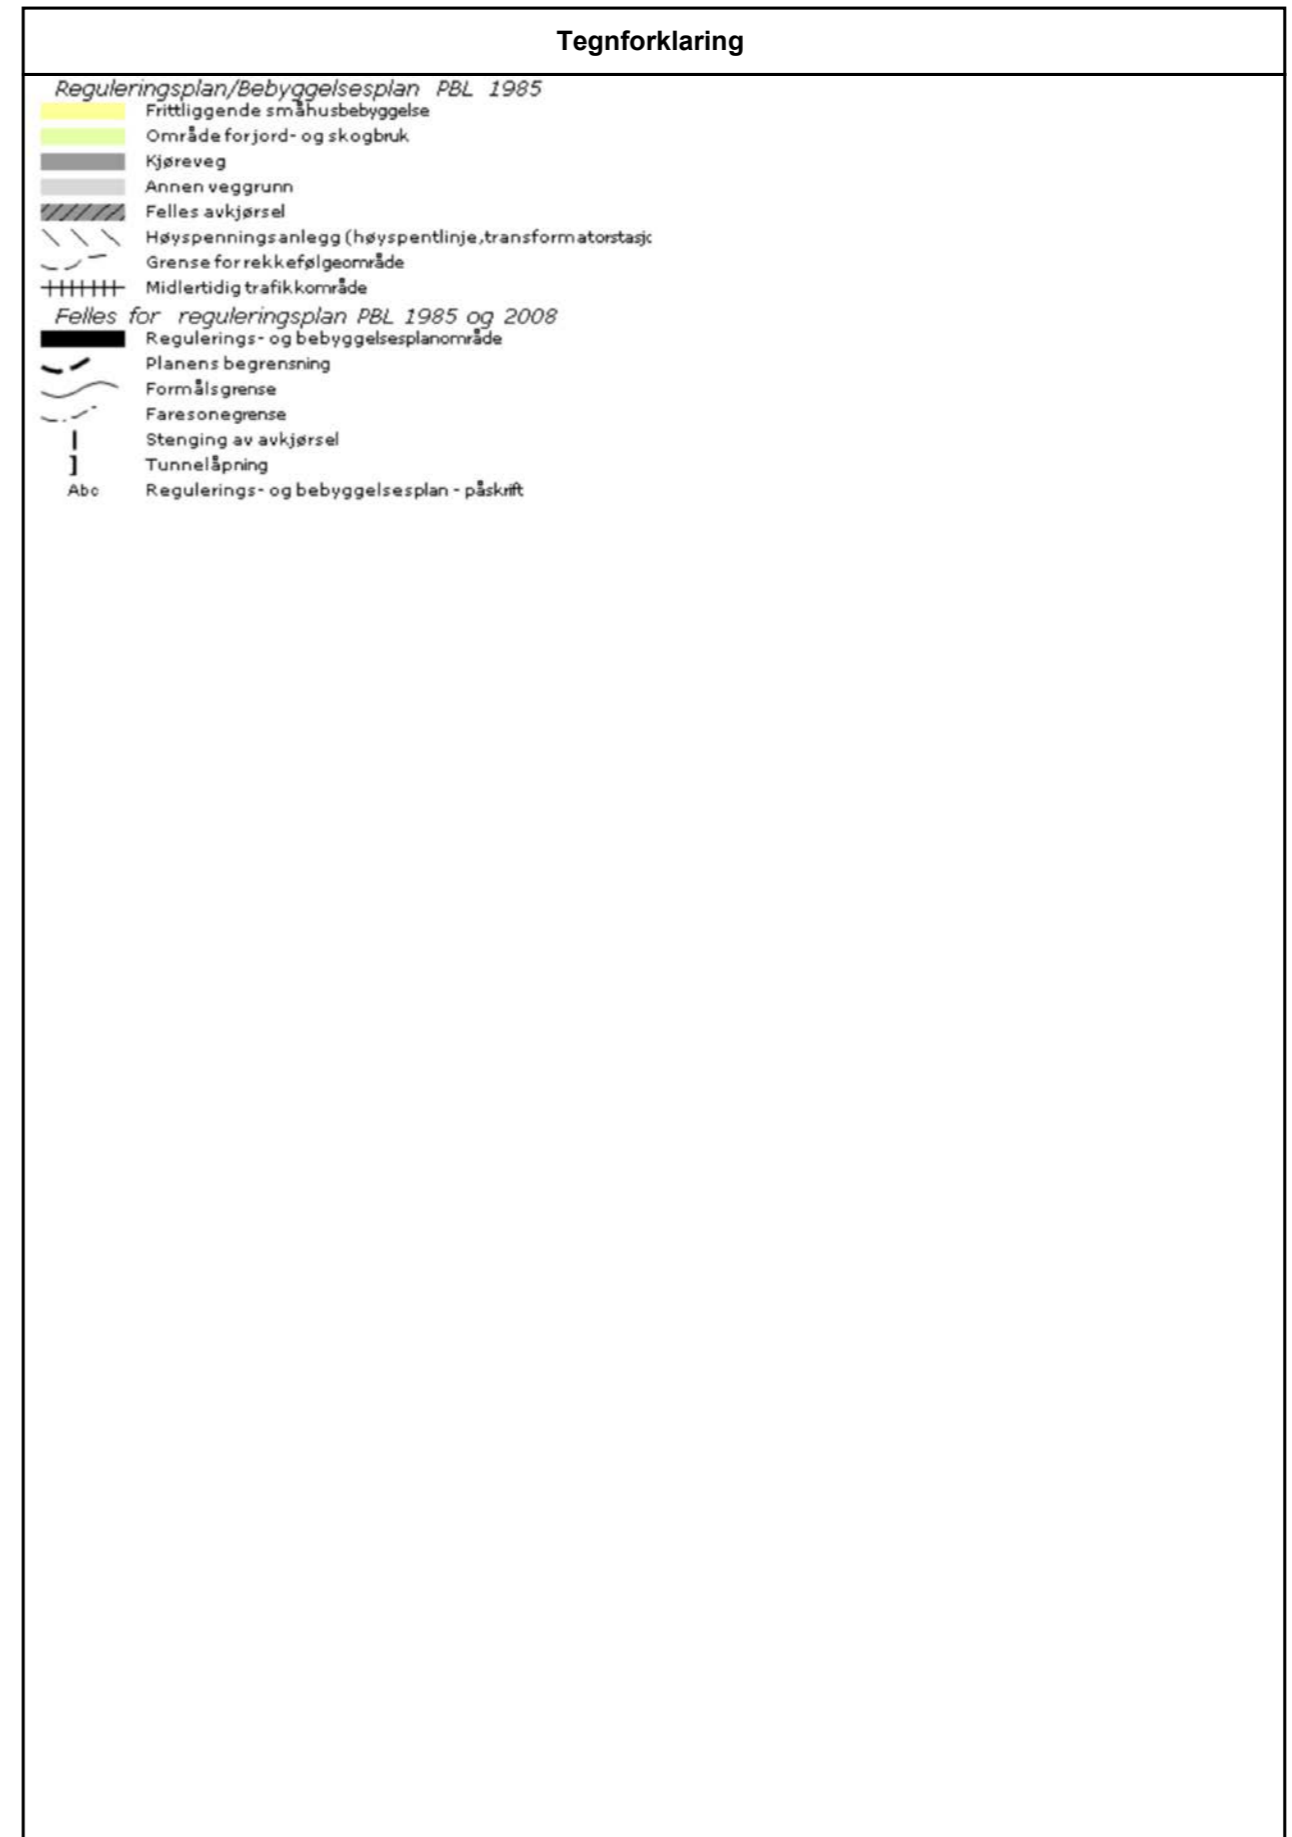 Tegnforklaring
Reguleringsplan/Bebyggelsesplan PBL 1985
Frittliggende småhusbebyggelse
Område for jord- og skogbruk
Kjøreveg
Annen veggrunn
Felles avkjørsel
Høyspenningsanlegg (høyspentlinje,transformatorstasjo
Grense for rekkefølgeområde
Midlertidig trafikkområde
Felles for reguleringsplan PBL 1985 og 2008
Regulerings- og bebyggelsesplanområde
Planens begrensning
Formålsgrense
Faresonegrense
Stenging av avkjørsel
Tunnelåpning
Abc Regulerings- og bebyggelsesplan - påskrift